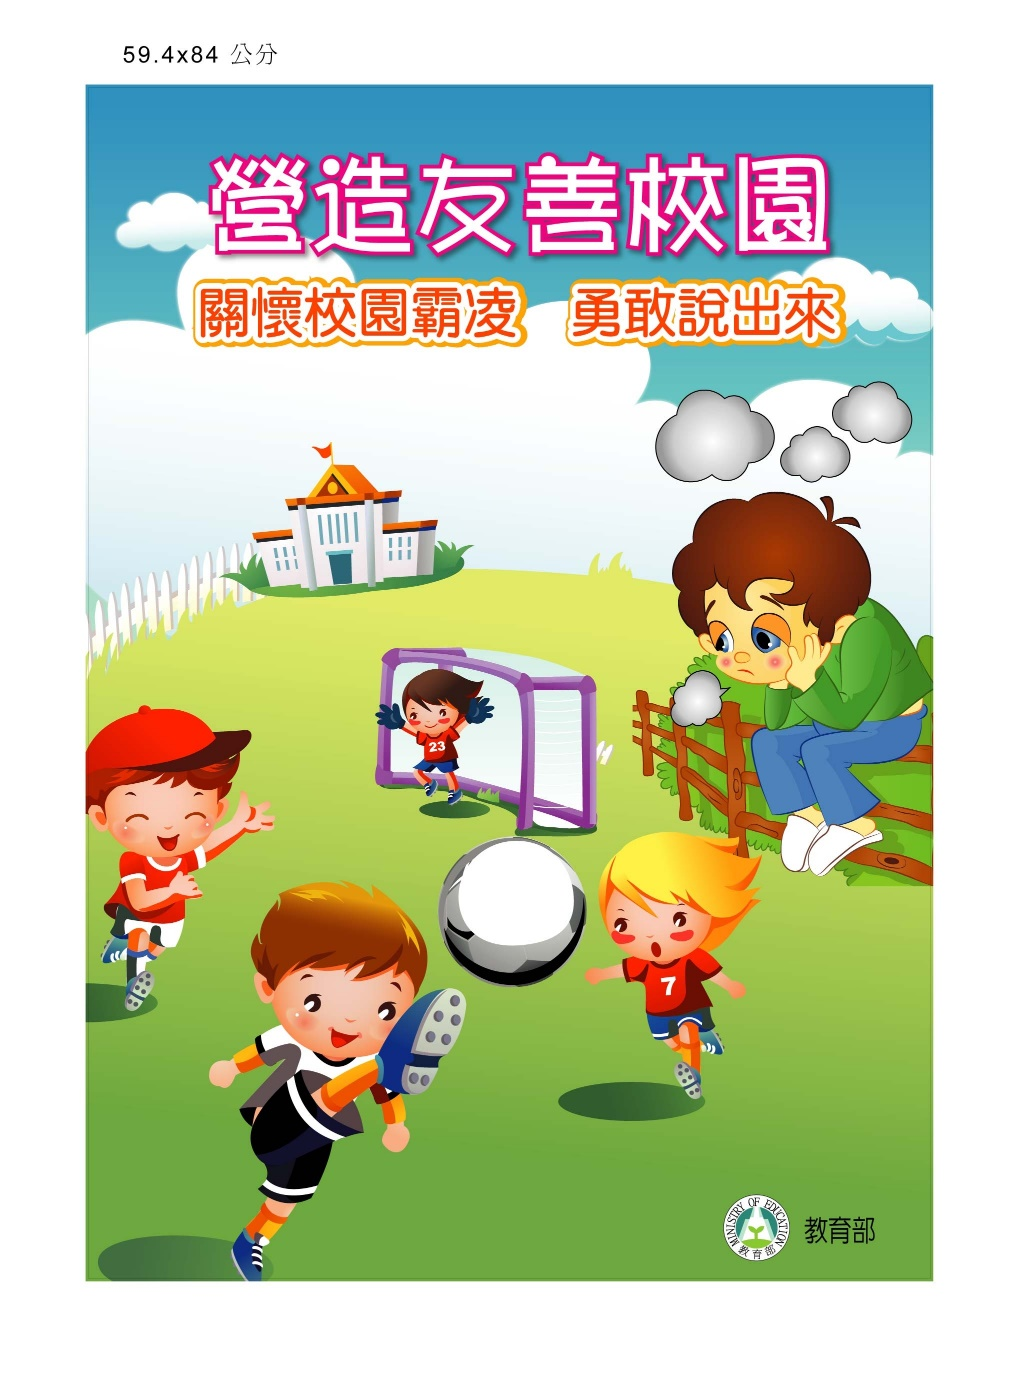 59.4x84 公分
營造友善校園
關懷校園霸凌 勇敢說出來
23
7
MINISTRY OF EDUCATION
教育部
教育部